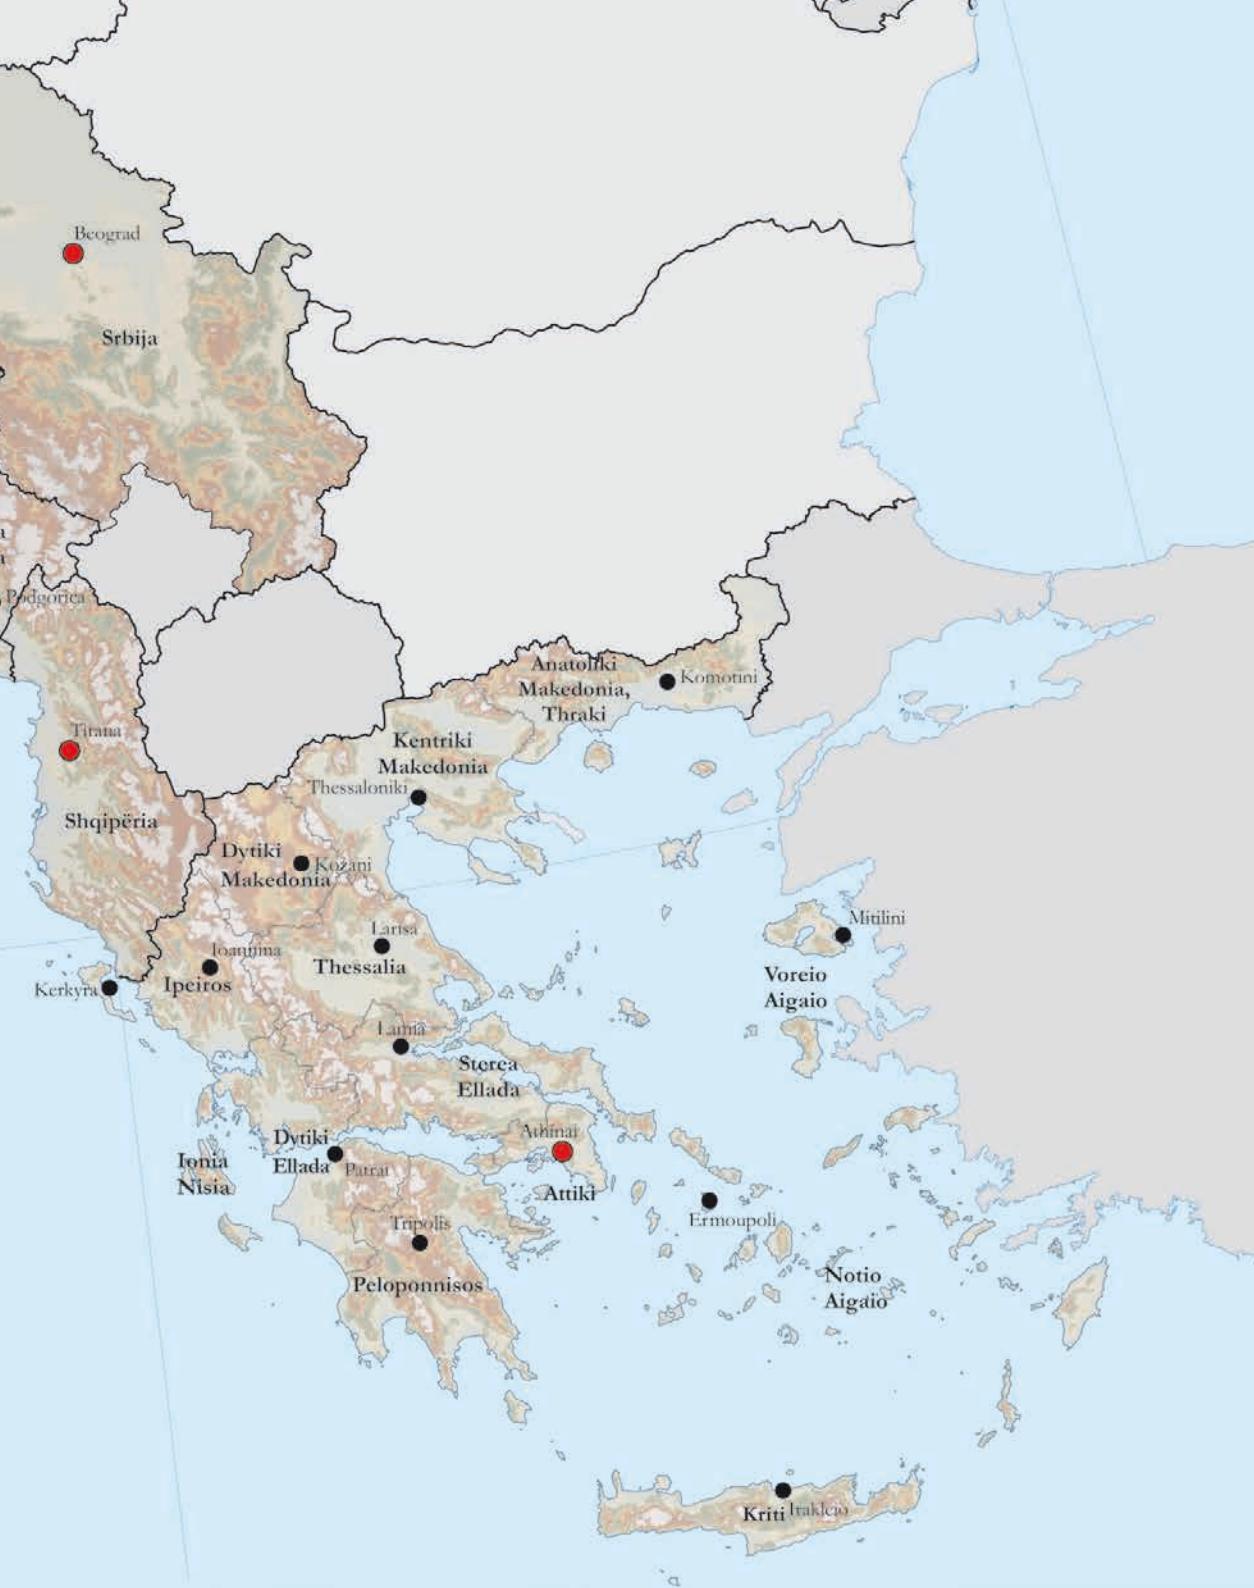 Beograd
Srbija
a
a
Podgorica
Anatoliki
Makedonia,
Thraki
Komotini
Titana
Kentriki
Makedonia
Thessaloniki
Shqipëria
Dytiki
Makedonia
Kozani
Mitilini
Larisa
Thessalia
Ioannina
Ipeiros
Kerkyra
Voreio
Aigaio
Lamia
Sterea
Ellada
Athinai
Attiki
Dytiki
Ellada
Patrai
Ionia
Nisia
Ermoupoli
Tripolis
Peloponnisos
Notio
Aigaio
Kriti
Irakleio